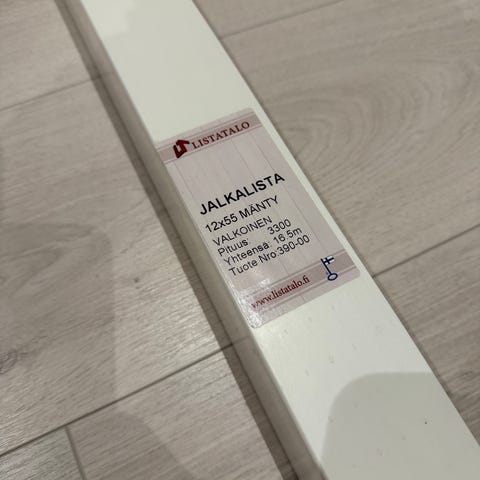 LISTATALO
JALKALISTA
12x55 MÄNTY
VALKOINEN
Pituus: 3300
Yhteensä: 16.5m
Tuote Nro:390-00
www.listatalo.fi